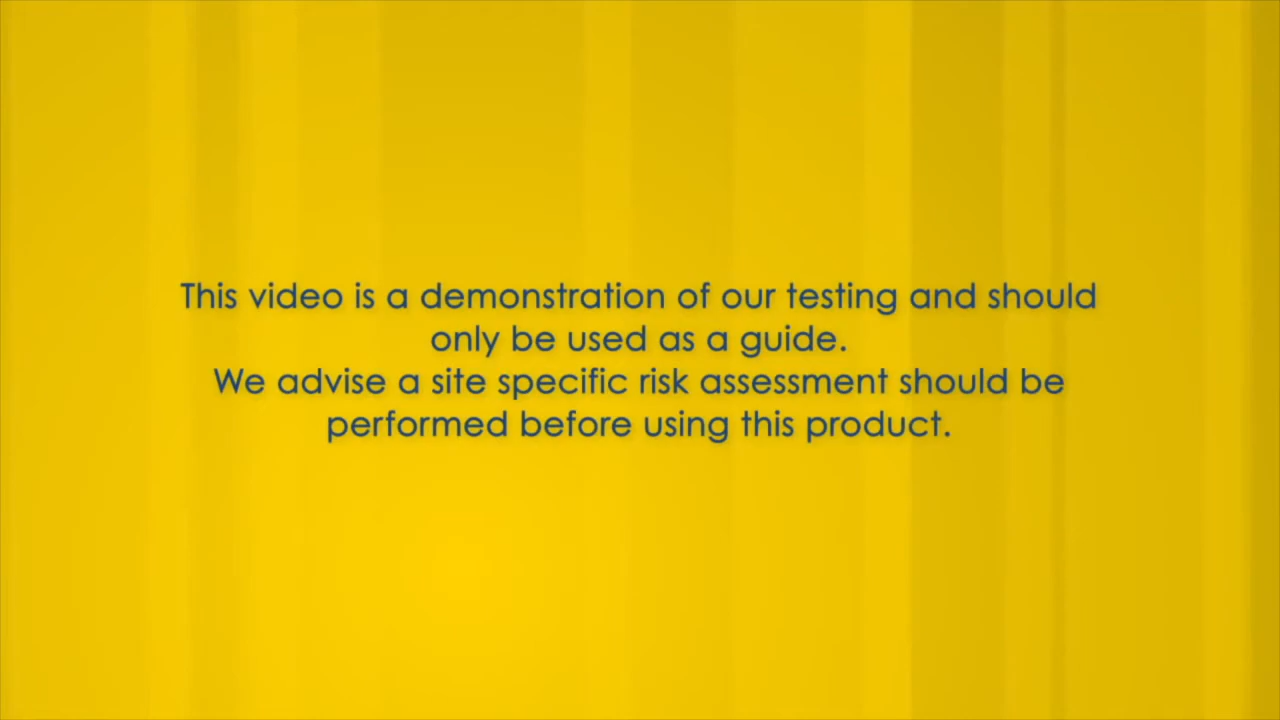 This video is a demonstration of our testing and should
only be used as a guide.
We advise a site specific risk assessment should be
performed before using this product.